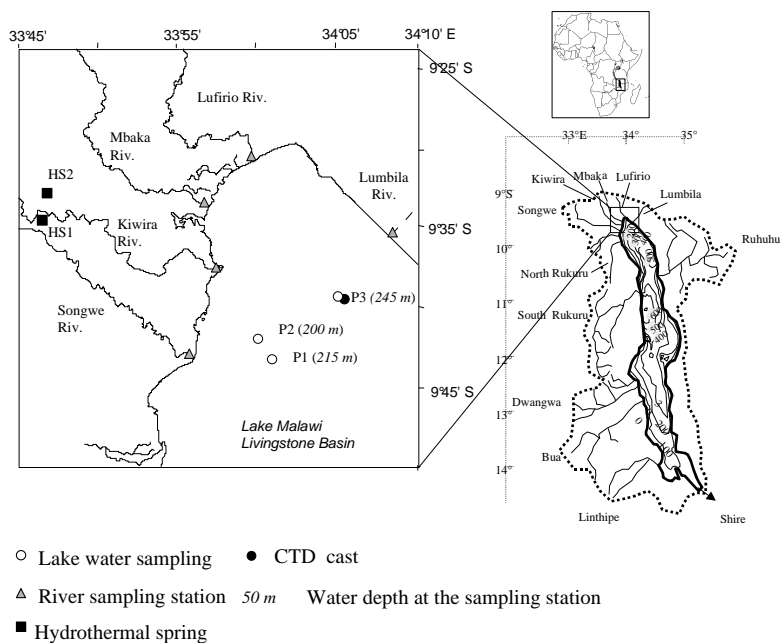 33°45'
33°55'
34°05'
34°10' E
9°25' S
Lufirio Riv.
Mbaka
Riv.
HS2
Lumbila
Riv.
HS1
Kiwira
Riv.
9°35' S
Songwe
Riv.
P3 (245 m)
P2 (200 m)
P1 (215 m)
9°45' S
Lake Malawi
Livingstone Basin
33°E
34°
35°
Kiwira
Mbaka
Lufirio
Lumbila
9°S
Songwe
Ruhuhu
10°
North Rukuru
11°
South Rukuru
12°
Dwangwa
13°
Bua
14°
Linthipe
Shire
Lake water sampling
CTD cast
River sampling station
50 m
Water depth at the sampling station
Hydrothermal spring